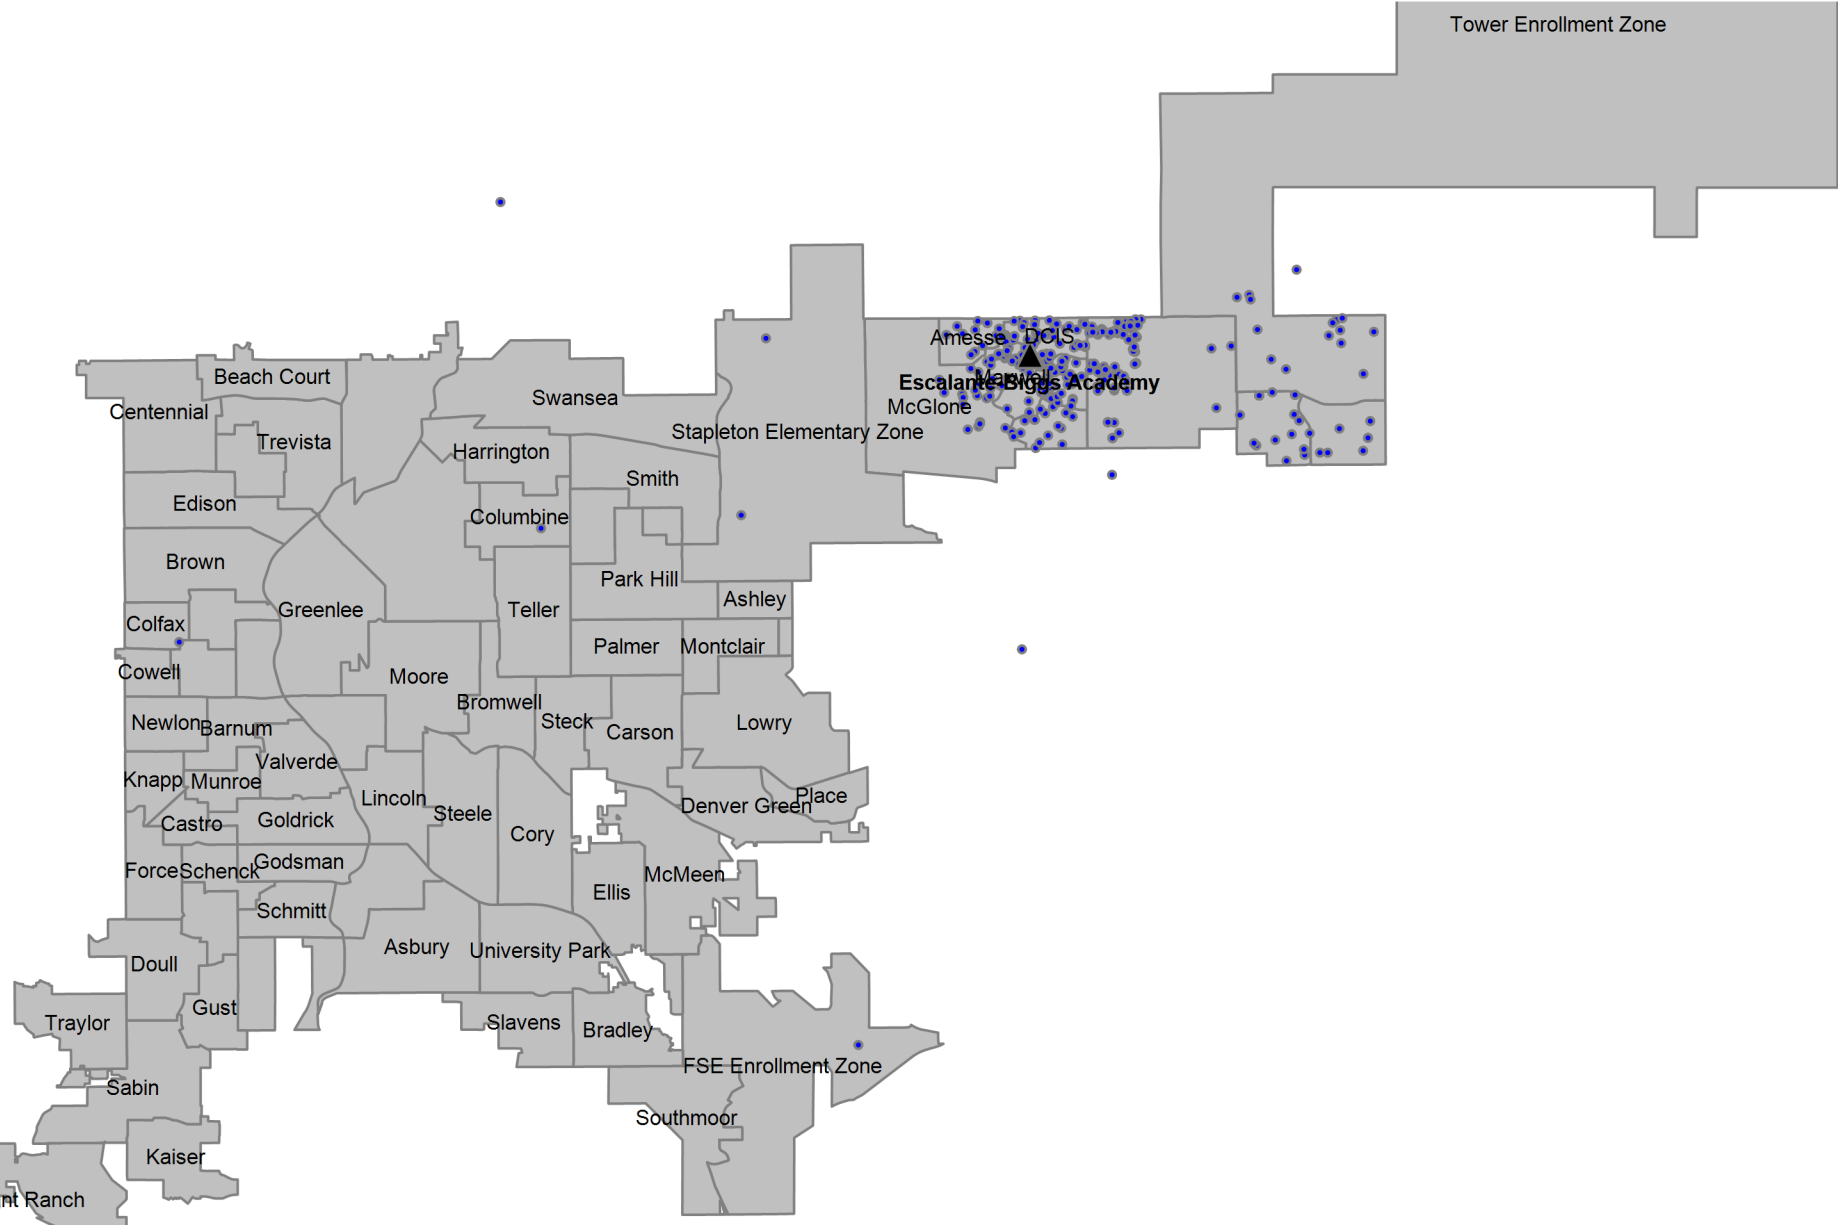 Tower Enrollment Zone
Amesse
DCIS
Beach Court
Maxwell
Escalante-Biggs Academy
Swansea
McGlone
Centennial
Stapleton Elementary Zone
Trevista
Harrington
Smith
Edison
Columbine
Brown
Park Hill
Ashley
Greenlee
Teller
Colfax
Palmer
Montclair
Cowell
Moore
Bromwell
Newlon
Barnum
Steck
Carson
Lowry
Valverde
Knapp
Munroe
Lincoln
Steele
Denver Green
Place
Castro
Goldrick
Cory
Force
Schenck
Godsman
McMeen
Ellis
Schmitt
Asbury
University Park
Doull
Gust
Traylor
Slavens
Bradley
FSE Enrollment Zone
Sabin
Southmoor
Kaiser
nt Ranch